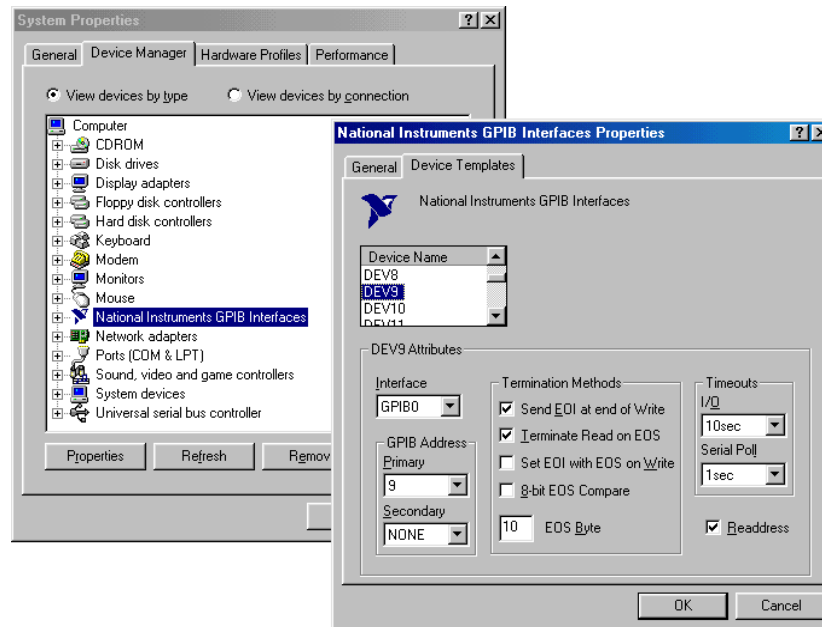 System Properties
General Device Manager Hardware Profiles Performance
View devices by type View devices by connection
Computer
CDROM
Disk drives
Display adapters
Floppy disk controllers
Hard disk controllers
Keyboard
Modem
Monitors
Mouse
National Instruments GPIB Interfaces
Network adapters
Ports (COM & LPT)
Sound, video and game controllers
System devices
Universal serial bus controller
Properties Refresh Remov
National Instruments GPIB Interfaces Properties
General Device Templates
National Instruments GPIB Interfaces
Device Name
DEV8
DEV9
DEV10
DEV11
DEV9 Attributes
Interface
GPIB0
GPIB Address
Primary
9
Secondary
NONE
Termination Methods
Send EOI at end of Write
Terminate Read on EOS
Set EOI with EOS on Write
8-bit EOS Compare
10 EOS Byte
Timeouts
I/O
10sec
Serial Poll
1sec
Readdress
OK Cancel